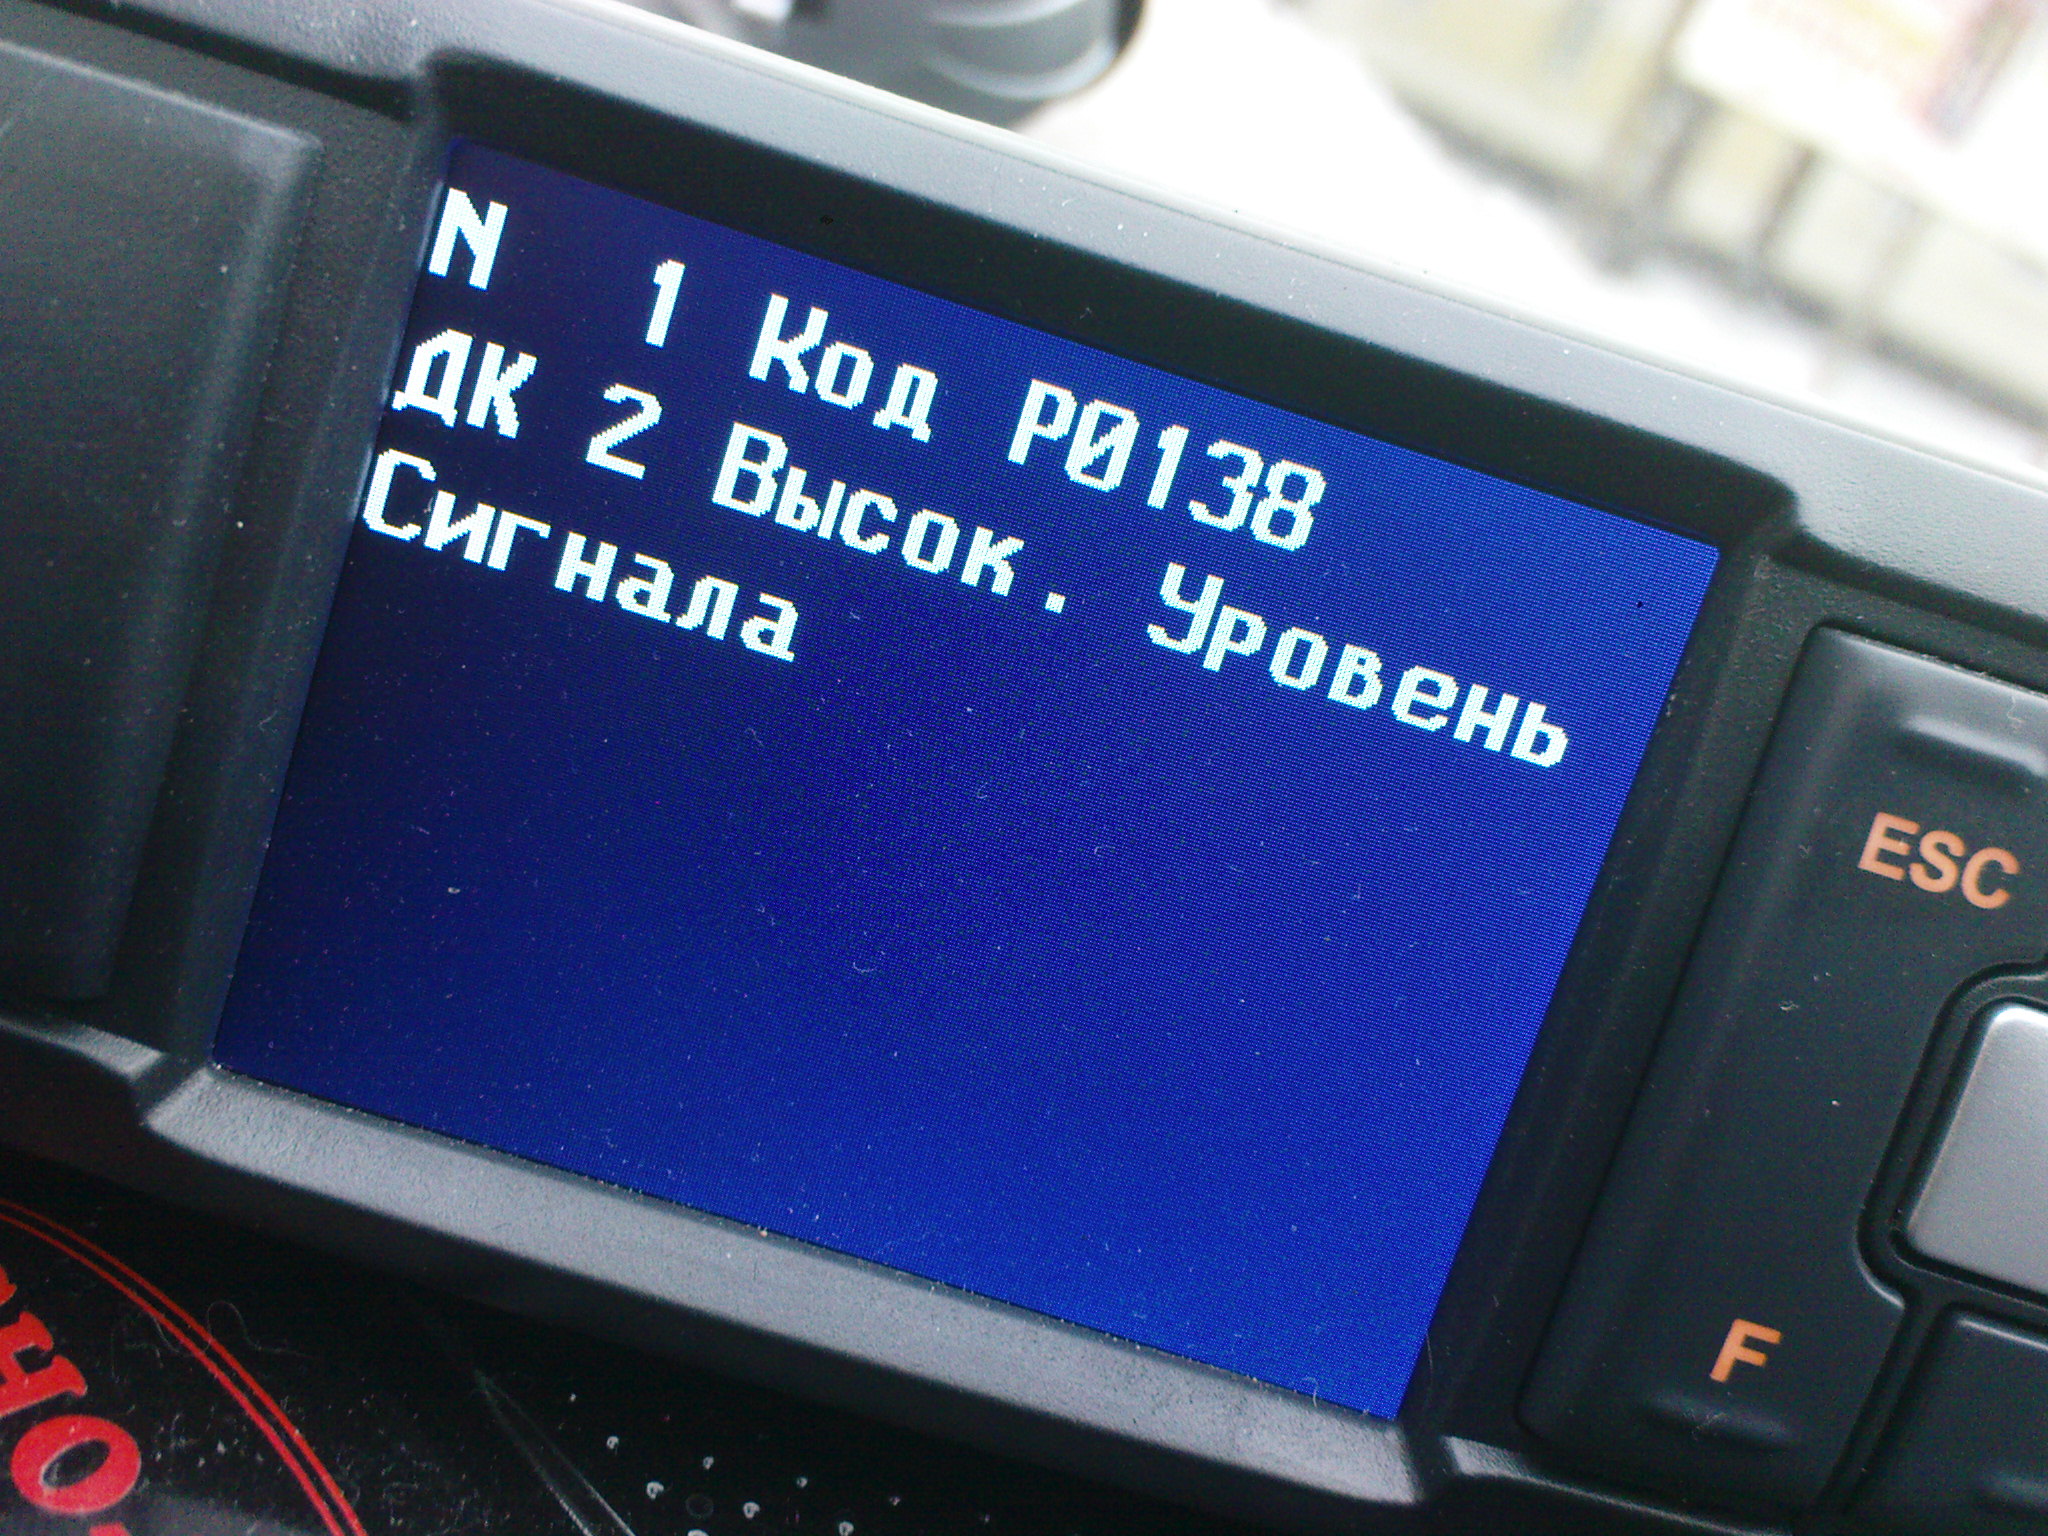 N 1 Код P0138
ДК 2 Высок. Уровень
Сигнала
ESC
F